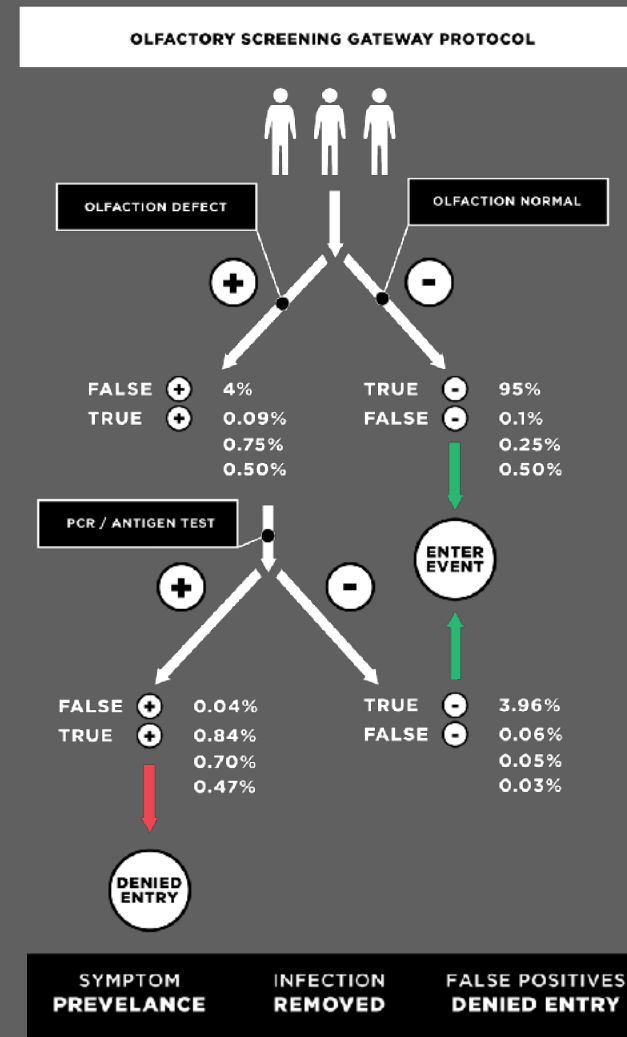 OLFACTORY SCREENING GATEWAY PROTOCOL
OLFACTION DEFECT
OLFACTION NORMAL
+
-
FALSE + 4%
TRUE + 0.09%
0.75%
0.50%
TRUE - 95%
FALSE - 0.1%
0.25%
0.50%
PCR / ANTIGEN TEST
ENTER
EVENT
+
-
FALSE + 0.04%
TRUE + 0.84%
0.70%
0.47%
TRUE - 3.96%
FALSE - 0.06%
0.05%
0.03%
DENIED
ENTRY
SYMPTOM
PREVELANCE
INFECTION
REMOVED
FALSE POSITIVES
DENIED ENTRY